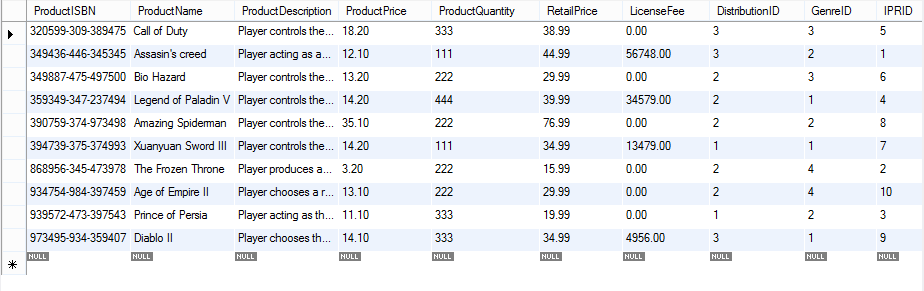 ProductISBN ProductName ProductDescription ProductPrice ProductQuantity RetailPrice LicenseFee DistributionID GenreID IPRID
320599-309-389475 Call of Duty Player controls the... 18.20 333 38.99 0.00 3 3 5
349436-446-345345 Assasin's creed Player acting as a... 12.10 111 44.99 56748.00 3 2 1
349887-475-497500 Bio Hazard Player controls the... 13.20 222 29.99 0.00 2 3 6
359349-347-237494 Legend of Paladin V Player controls the... 14.20 444 39.99 34579.00 2 1 4
390759-374-973498 Amazing Spiderman Player controls the... 35.10 222 76.99 0.00 2 2 8
394739-375-374993 Xuanyuan Sword III Player controls the... 14.20 111 34.99 13479.00 1 1 7
868956-345-473978 The Frozen Throne Player produces a... 3.20 222 15.99 0.00 2 4 2
934754-984-397459 Age of Empire II Player chooses a r... 13.10 222 29.99 0.00 2 4 10
939572-473-397543 Prince of Persia Player acting as th... 11.10 333 19.99 0.00 1 2 3
973495-934-359407 Diablo II Player chooses th... 14.10 333 34.99 4956.00 3 1 9
NULL NULL NULL NULL NULL NULL NULL NULL NULL NULL